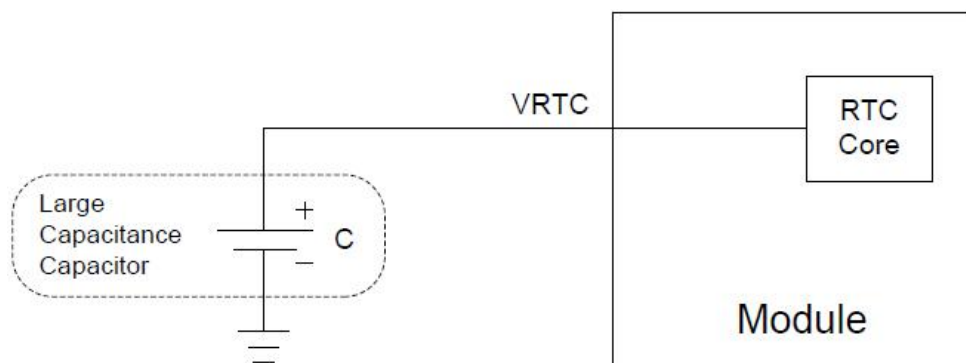 VRTC
RTC
Core
Large
Capacitance
Capacitor
+
C
−
Module